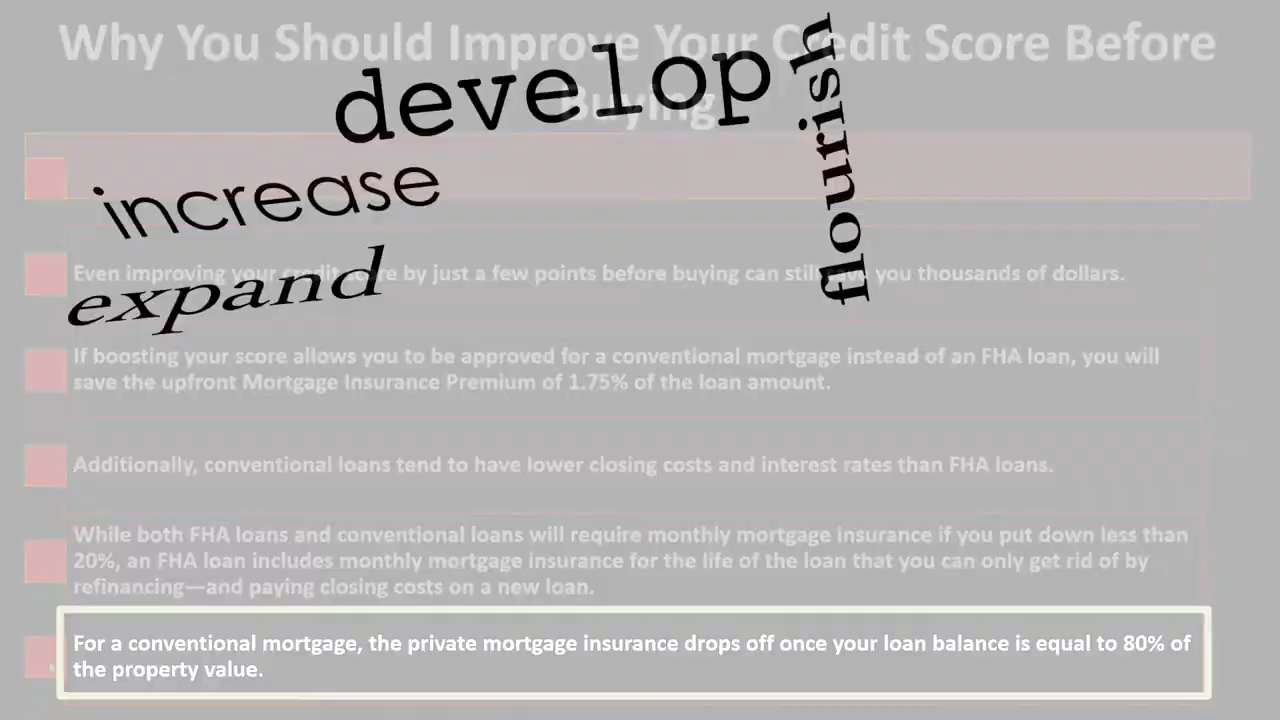 Why You Should Improve Your Credit Score Before
Buying
develop
flourish
increase
expand
Even improving your credit score by just a few points before buying can still save you thousands of dollars.
If boosting your score allows you to be approved for a conventional mortgage instead of an FHA loan, you will
save the upfront Mortgage Insurance Premium of 1.75% of the loan amount.
Additionally, conventional loans tend to have lower closing costs and interest rates than FHA loans.
While both FHA loans and conventional loans will require monthly mortgage insurance if you put down less than
20%, an FHA loan includes monthly mortgage insurance for the life of the loan that you can only get rid of by
refinancing—and paying closing costs on a new loan.
For a conventional mortgage, the private mortgage insurance drops off once your loan balance is equal to 80% of
the property value.